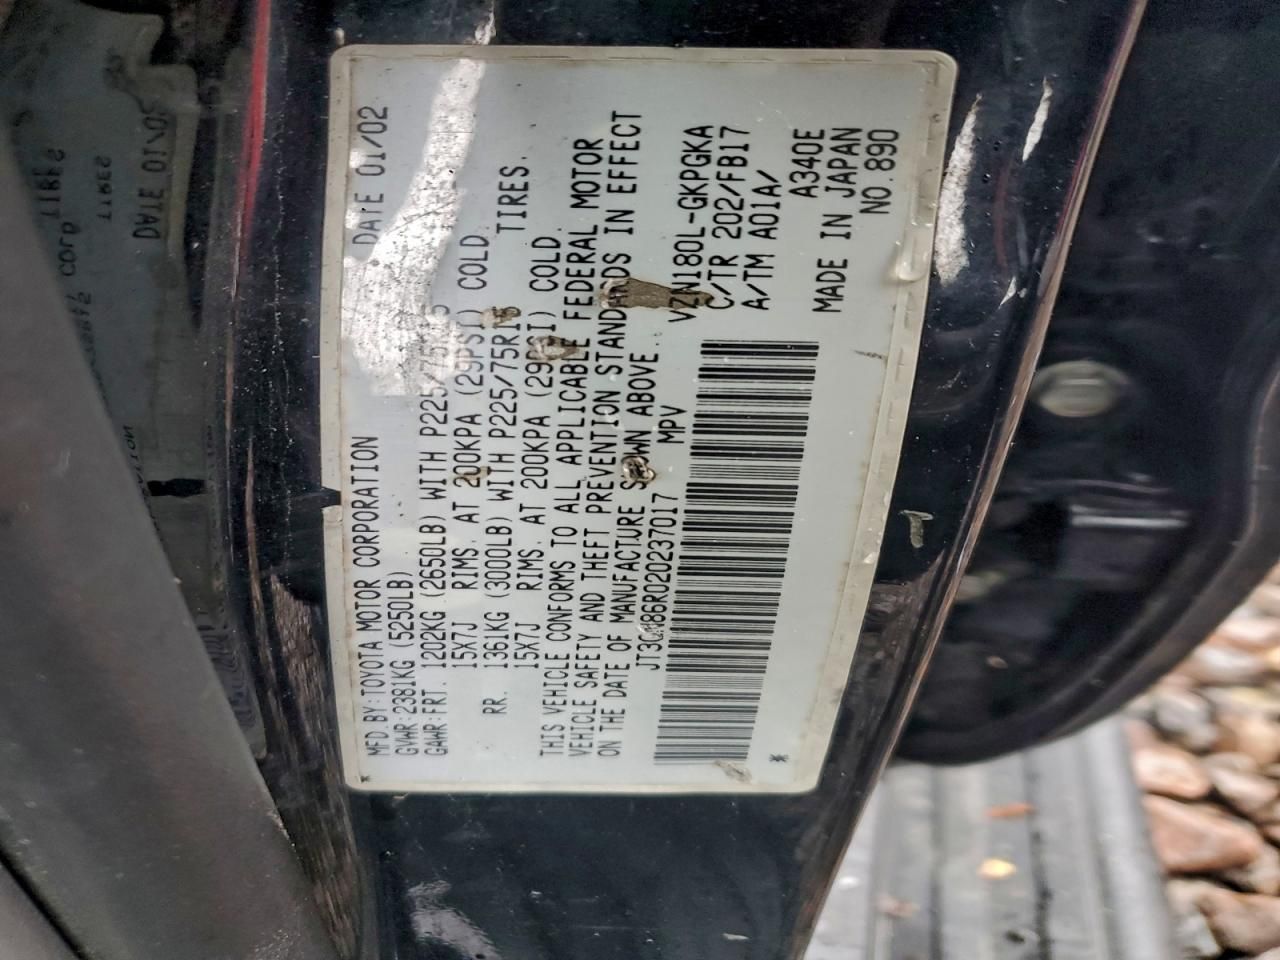 MFD BY:TOYOTA MOTOR CORPORATION DATE 01/02
GVWR:2381KG (5250LB)
GAWR:FRT. 1202KG (2650LB) WITH P225/75R15 TIRES.
15X7J RIMS. AT 200KPA (29PSI) COLD.
RR. 1361KG (3000LB) WITH P225/75R15
15X7J RIMS. AT 200KPA (29PSI) COLD.
THIS VEHICLE CONFORMS TO ALL APPLICABLE FEDERAL MOTOR
VEHICLE SAFETY AND THEFT PREVENTION STANDARDS IN EFFECT
ON THE DATE OF MANUFACTURE SHOWN ABOVE.
JT3GN86R020237017 MPV
VZN180L-GKPGKA
C/TR 202/FB17
A/TM A01A/
A340E
MADE IN JAPAN
NO.890